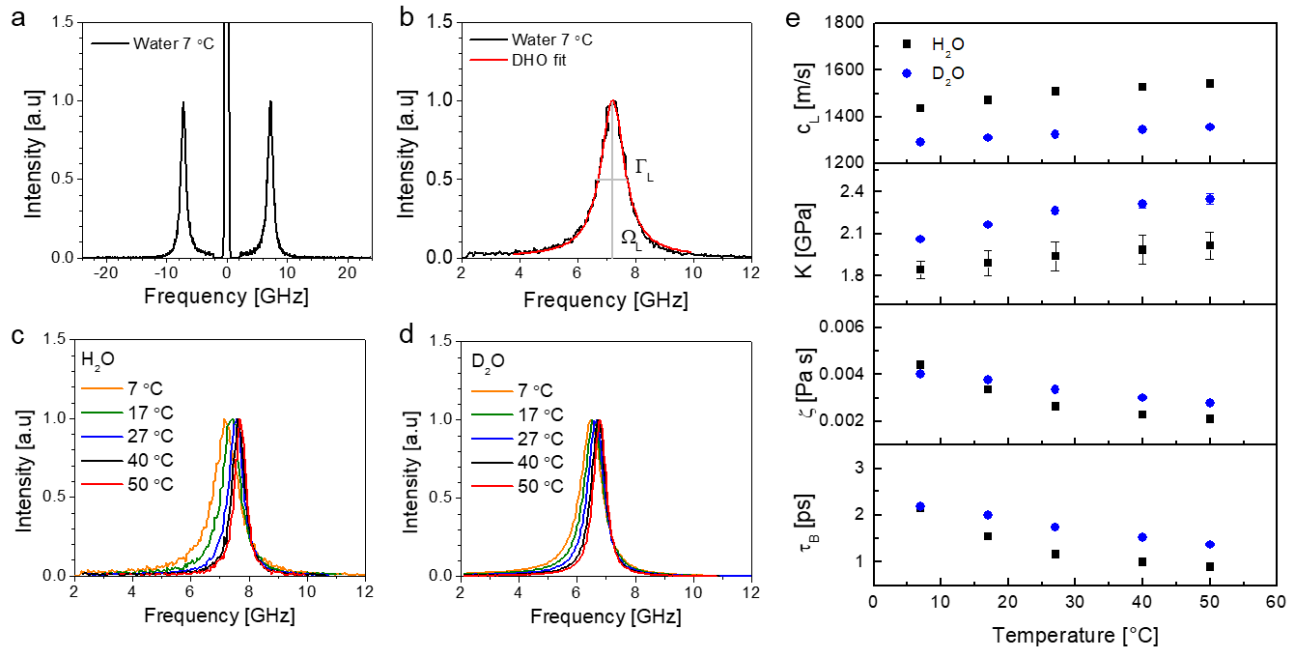 a
1.5
1.0
0.5
0.0
Intensity [a.u]
Water 7 °C
-20 -10 0 10 20
Frequency [GHz]
b
1.5
1.0
0.5
0.0
Intensity [a.u]
Water 7 °C
DHO fit
Γ_L
Ω_L
2 4 6 8 10 12
Frequency [GHz]
c
1.5
1.0
0.5
0.0
Intensity [a.u]
H₂O
7 °C
17 °C
27 °C
40 °C
50 °C
2 4 6 8 10 12
Frequency [GHz]
d
1.5
1.0
0.5
0.0
Intensity [a.u]
D₂O
7 °C
17 °C
27 °C
40 °C
50 °C
2 4 6 8 10 12
Frequency [GHz]
e
1800
1600
1400
1200
c_L [m/s]
H₂O
D₂O
2.4
2.1
1.8
K [GPa]
0.006
0.004
0.002
ζ [Pa s]
3
2
1
τ_B [ps]
0 10 20 30 40 50 60
Temperature [°C]